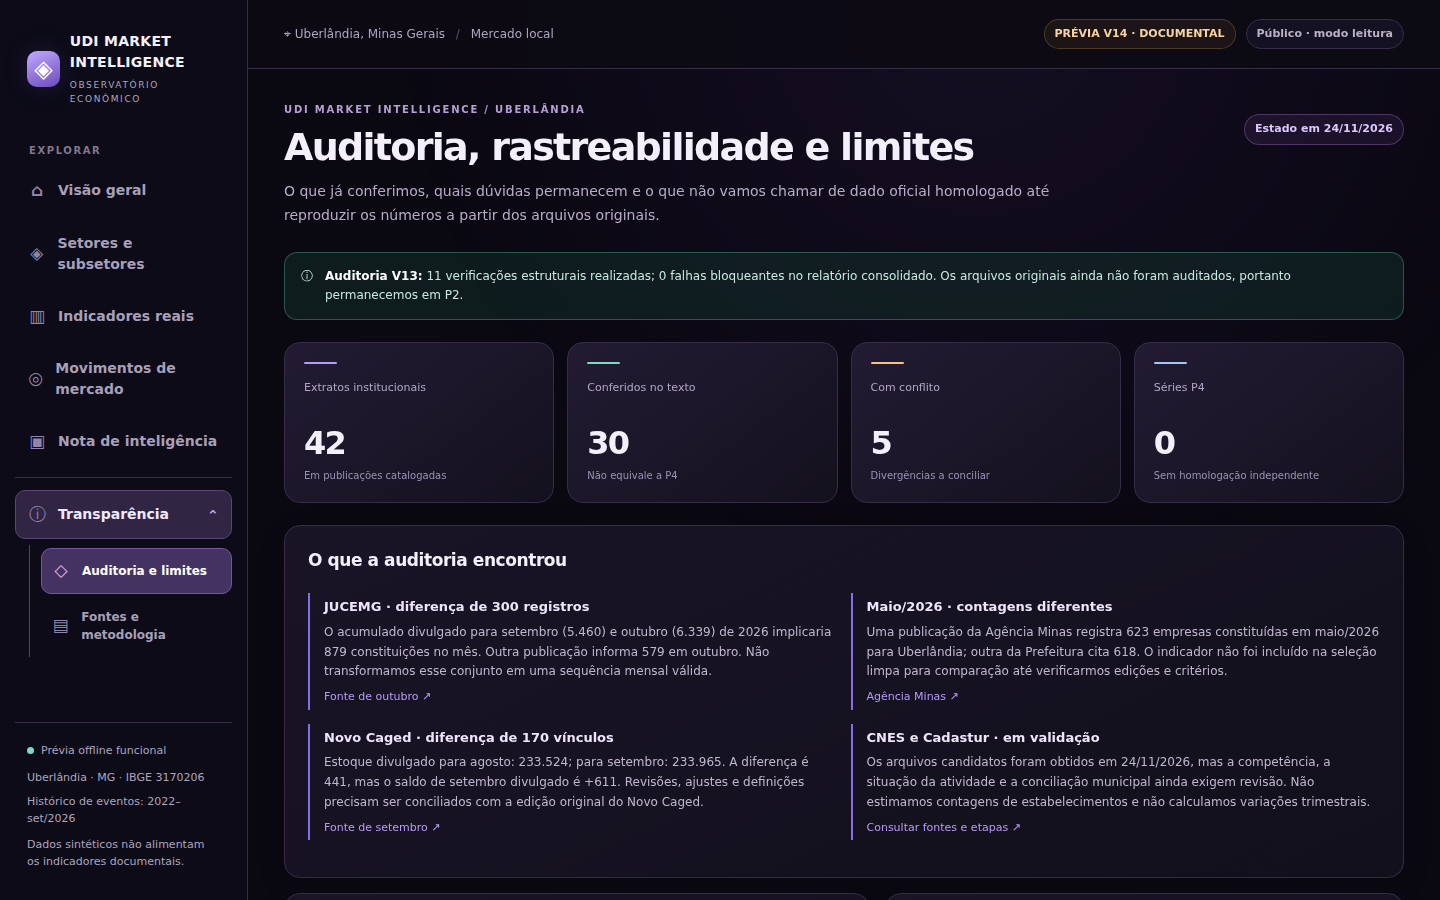 UDI MARKET
INTELLIGENCE
OBSERVATÓRIO
ECONÔMICO
EXPLORAR
Visão geral
Setores e
subsetores
Indicadores reais
Movimentos de
mercado
Nota de inteligência
Transparência
Auditoria e limites
Fontes e
metodologia
Prévia offline funcional
Uberlândia · MG · IBGE 3170206
Histórico de eventos: 2022–
set/2026
Dados sintéticos não alimentam
os indicadores documentais.
⌖ Uberlândia, Minas Gerais / Mercado local
PRÉVIA V14 · DOCUMENTAL
Público · modo leitura
UDI MARKET INTELLIGENCE / UBERLÂNDIA
Auditoria, rastreabilidade e limites
Estado em 24/11/2026
O que já conferimos, quais dúvidas permanecem e o que não vamos chamar de dado oficial homologado até
reproduzir os números a partir dos arquivos originais.
ⓘ Auditoria V13: 11 verificações estruturais realizadas; 0 falhas bloqueantes no relatório consolidado. Os arquivos originais ainda não foram auditados, portanto
permanecemos em P2.
Extratos institucionais
42
Em publicações catalogadas
Conferidos no texto
30
Não equivale a P4
Com conflito
5
Divergências a conciliar
Séries P4
0
Sem homologação independente
O que a auditoria encontrou
JUCEMG · diferença de 300 registros
O acumulado divulgado para setembro (5.460) e outubro (6.339) de 2026 implicaria
879 constituições no mês. Outra publicação informa 579 em outubro. Não
transformamos esse conjunto em uma sequência mensal válida.
Fonte de outubro ↗
Maio/2026 · contagens diferentes
Uma publicação da Agência Minas registra 623 empresas constituídas em maio/2026
para Uberlândia; outra da Prefeitura cita 618. O indicador não foi incluído na seleção
limpa para comparação até verificarmos edições e critérios.
Agência Minas ↗
Novo Caged · diferença de 170 vínculos
Estoque divulgado para agosto: 233.524; para setembro: 233.965. A diferença é
441, mas o saldo de setembro divulgado é +611. Revisões, ajustes e definições
precisam ser conciliados com a edição original do Novo Caged.
Fonte de setembro ↗
CNES e Cadastur · em validação
Os arquivos candidatos foram obtidos em 24/11/2026, mas a competência, a
situação da atividade e a conciliação municipal ainda exigem revisão. Não
estimamos contagens de estabelecimentos e não calculamos variações trimestrais.
Consultar fontes e etapas ↗